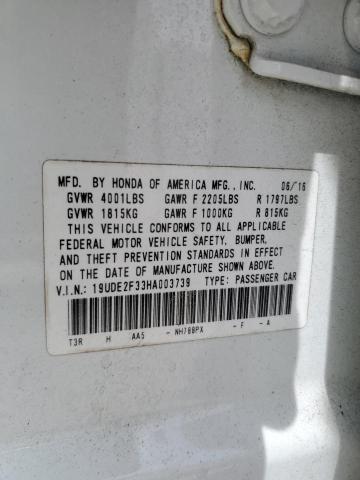 MFD. BY HONDA OF AMERICA MFG., INC. 06/16
GVWR 4001LBS GAWR F 2205LBS R 1797LBS
GVWR 1815KG GAWR F 1000KG R 815KG
THIS VEHICLE CONFORMS TO ALL APPLICABLE
FEDERAL MOTOR VEHICLE SAFETY, BUMPER,
AND THEFT PREVENTION STANDARDS IN EFFECT
ON THE DATE OF MANUFACTURE SHOWN ABOVE.
V.I.N.: 19UDE2F33HA003739 TYPE: PASSENGER CAR
T3R H AA5 - NH788PX - F - A